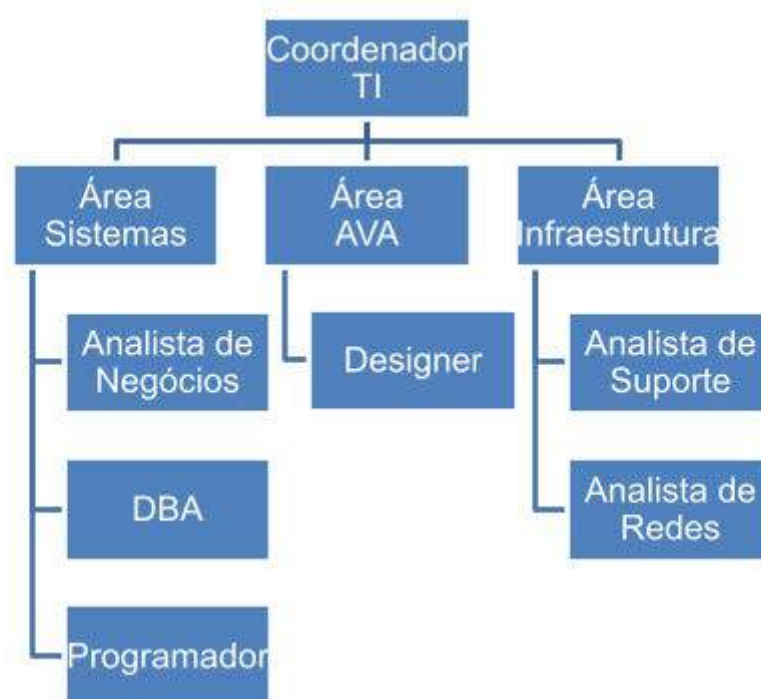 Coordenador
TI
Área
Sistemas
Área
AVA
Área
Infraestrutura
Analista de
Negócios
Designer
Analista de
Suporte
DBA
Analista de
Redes
Programador